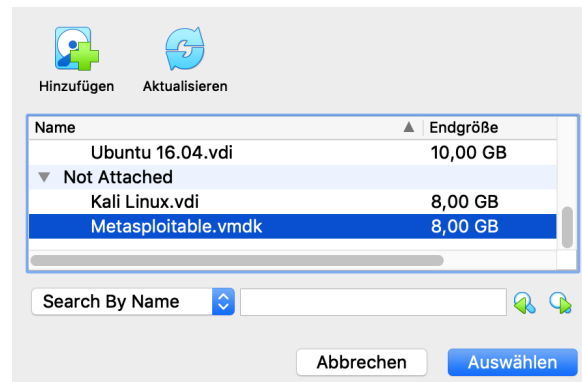 Hinzufügen Aktualisieren
Name Endgröße
Ubuntu 16.04.vdi 10,00 GB
Not Attached
Kali Linux.vdi 8,00 GB
Metasploitable.vmdk 8,00 GB
Search By Name
Abbrechen Auswählen